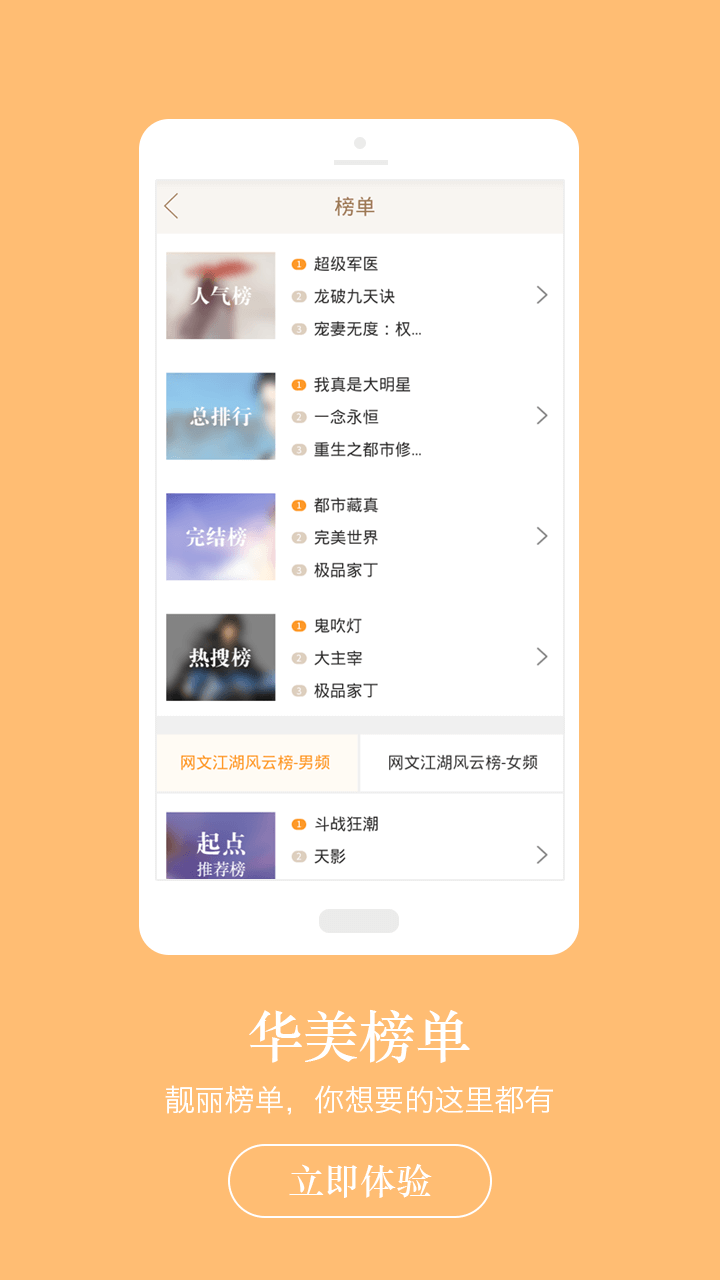 榜单
人气榜
1 超级军医
2 龙破九天诀
3 宠妻无度：权...
总排行
1 我真是大明星
2 一念永恒
3 重生之都市修...
完结榜
1 都市藏真
2 完美世界
3 极品家丁
热搜榜
1 鬼吹灯
2 大主宰
3 极品家丁
网文江湖风云榜-男频
网文江湖风云榜-女频
起点
推荐榜
1 斗战狂潮
2 天影
华美榜单
靓丽榜单，你想要的这里都有
立即体验